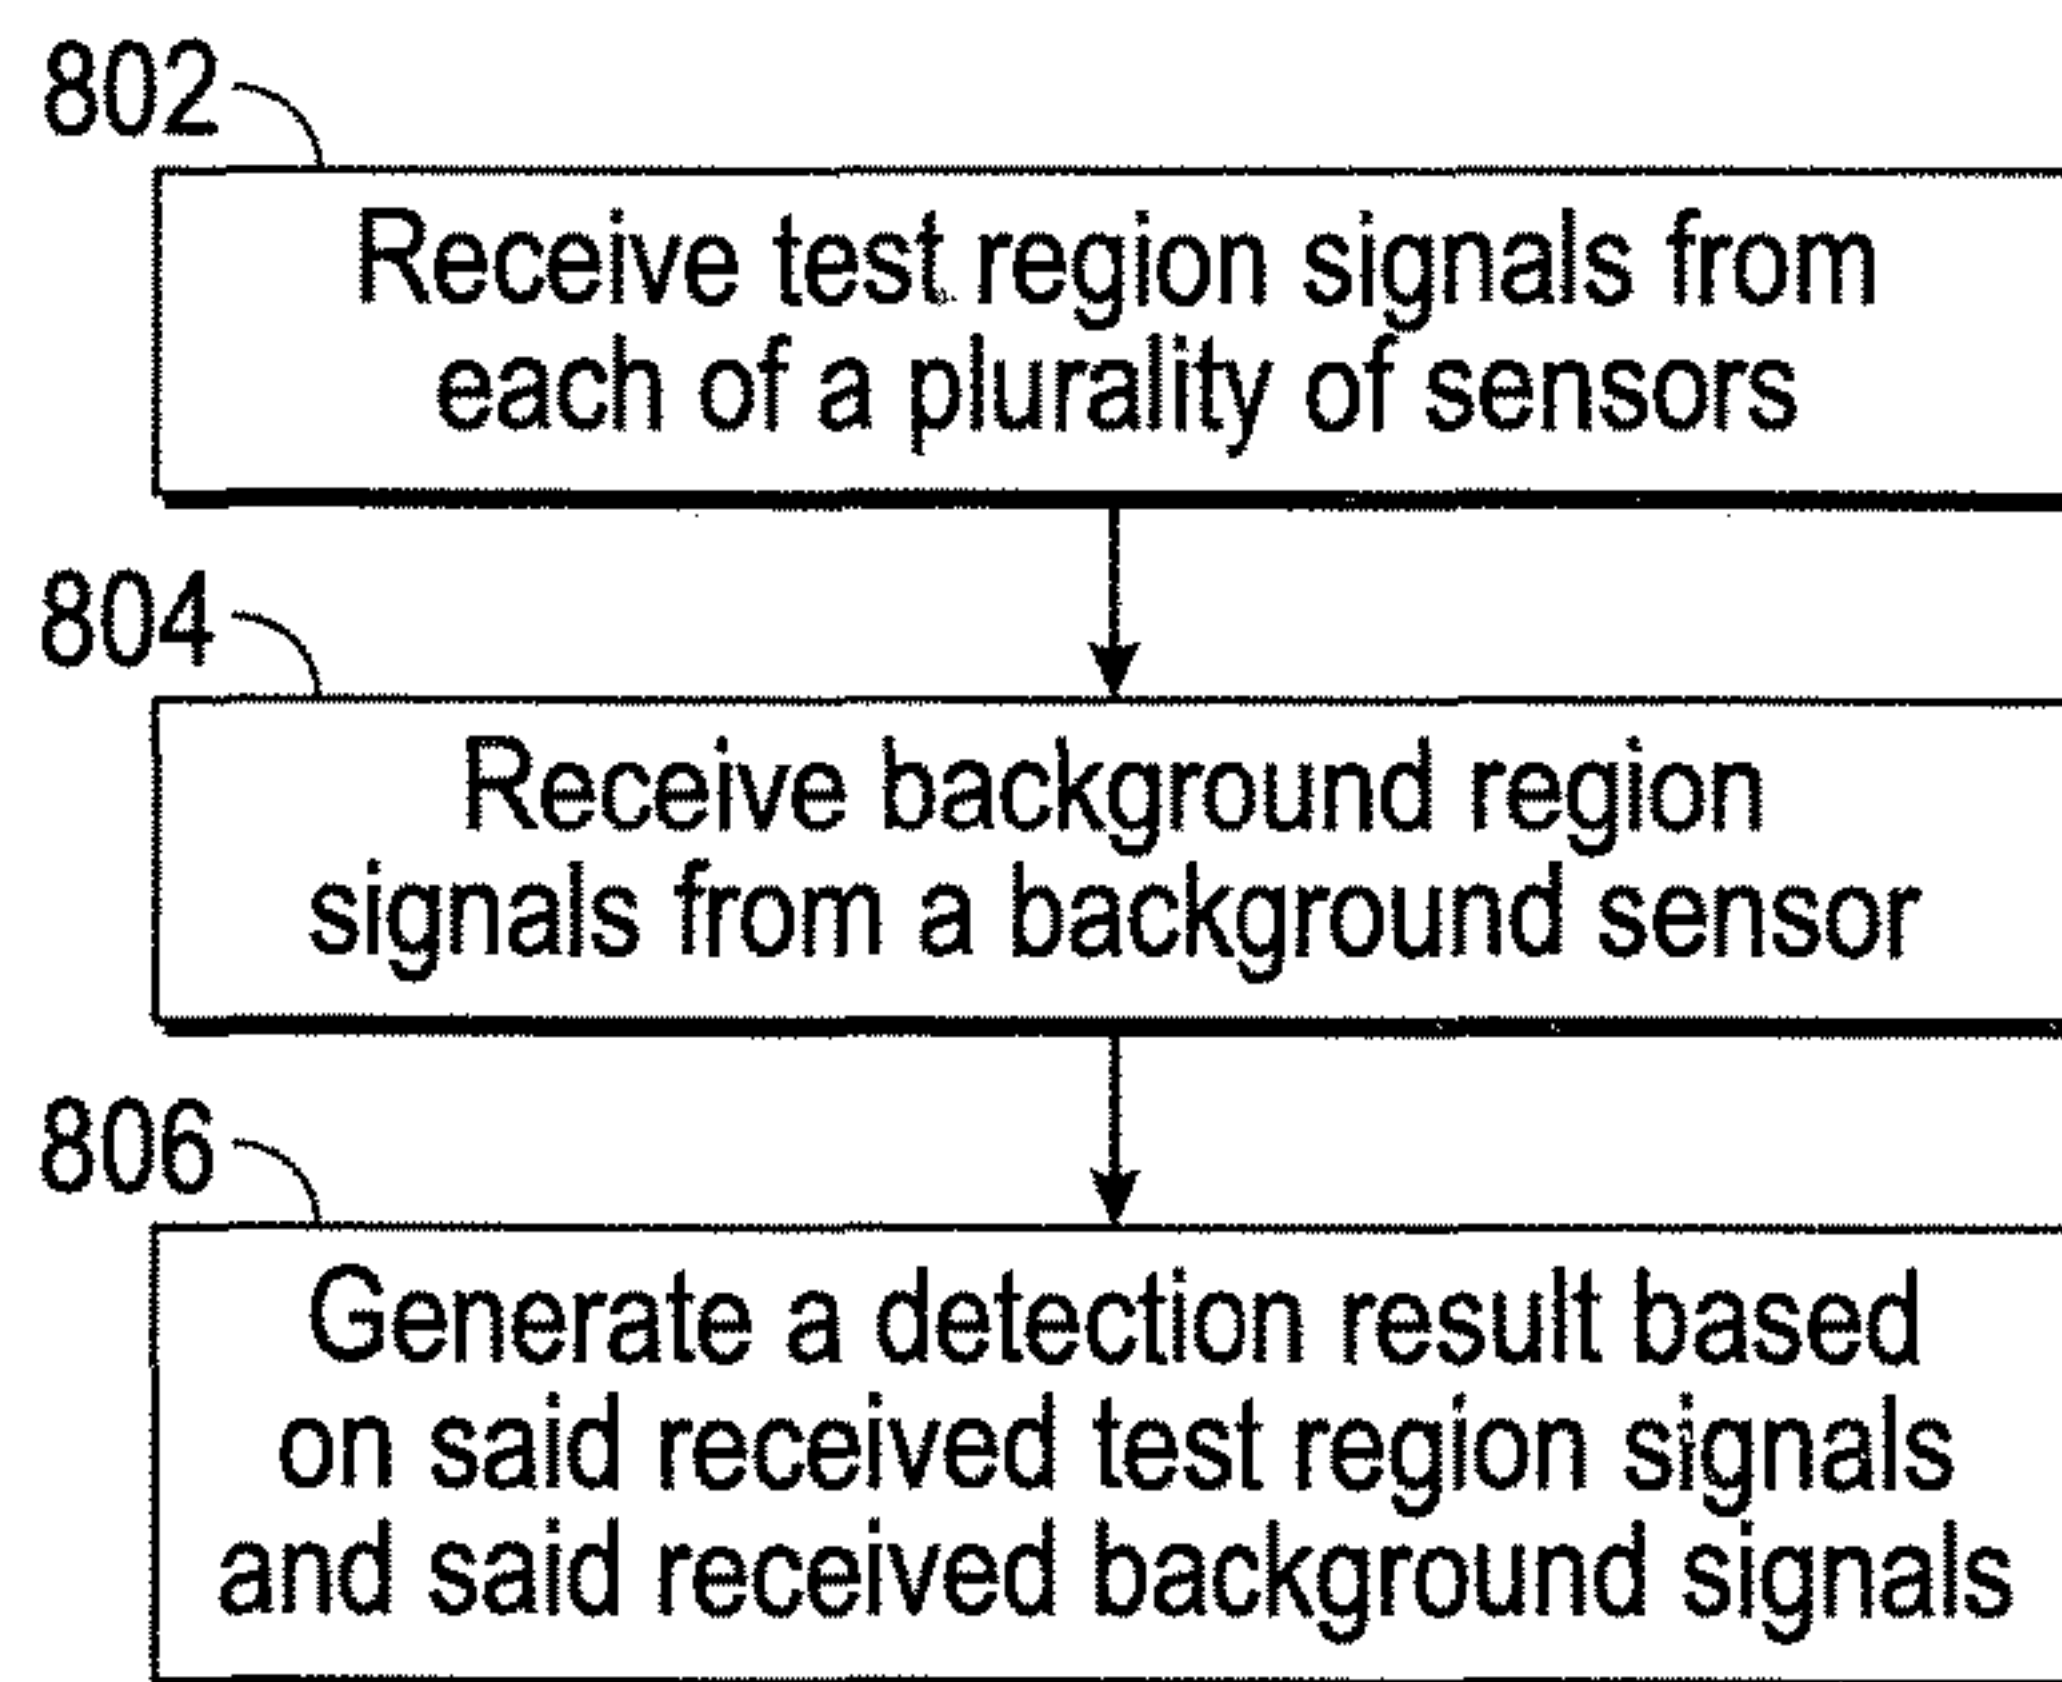 802
Receive test region signals from
each of a plurality of sensors
804
Receive background region
signals from a background sensor
806
Generate a detection result based
on said received test region signals
and said received background signals